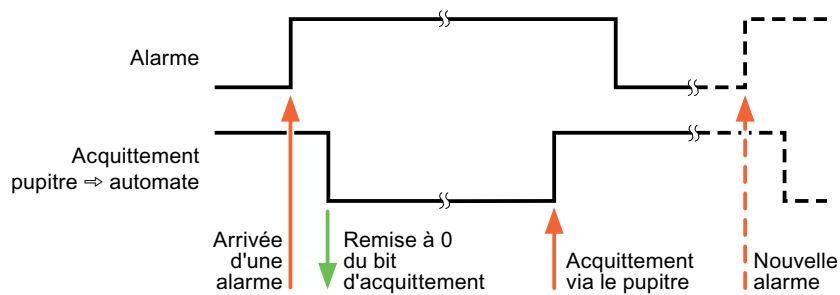 Alarme
Acquittement
pupitre ⇨ automate
Arrivée
d'une
alarme
Remise à 0
du bit
d'acquittement
Acquittement
via le pupitre
Nouvelle
alarme